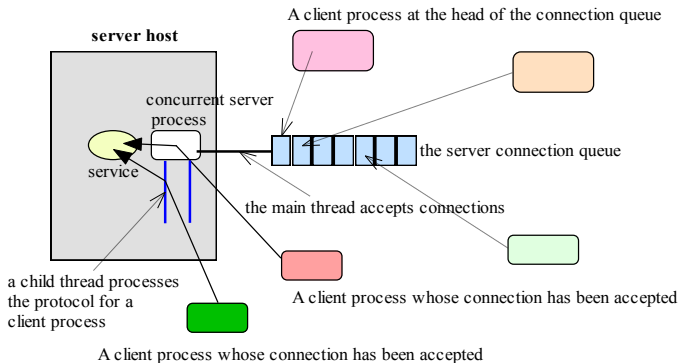 A client process at the head of the connection queue
server host
concurrent server
process
service
the server connection queue
the main thread accepts connections
a child thread processes
the protocol for a
client process
A client process whose connection has been accepted
A client process whose connection has been accepted